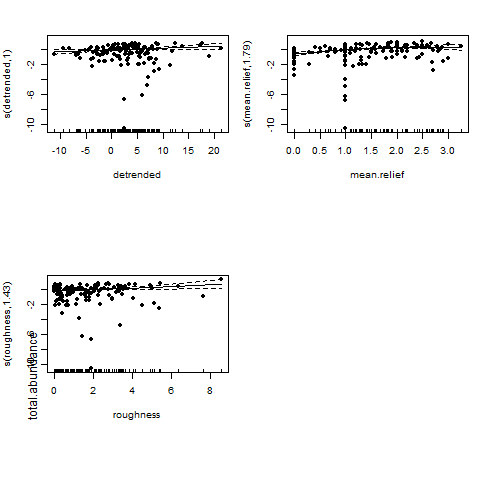 s(detrended,1)
-10 -6 -2
-10 -5 0 5 10 15 20
detrended
s(mean.relief,1.79)
-10 -6 -2
0.0 0.5 1.0 1.5 2.0 2.5 3.0
mean.relief
s(roughness,1.43)
total.abundance
-6 -2
0 2 4 6 8
roughness